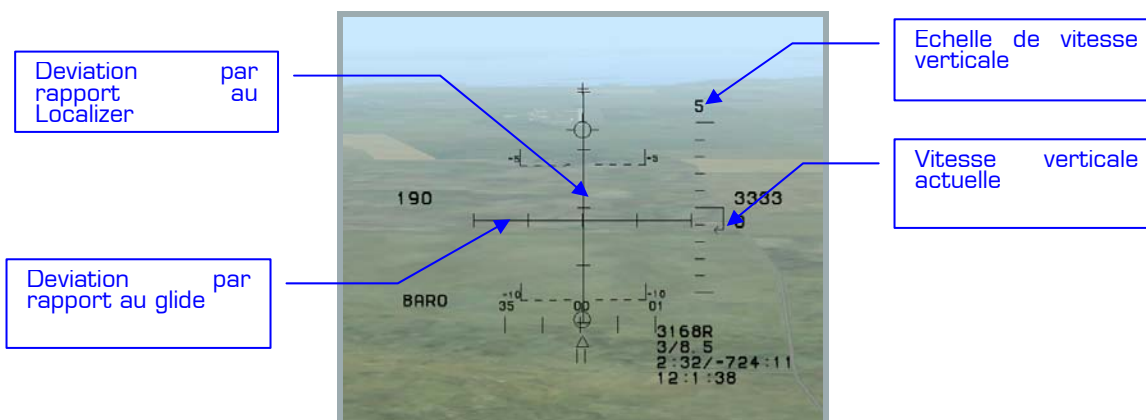 Deviation par
rapport au
Localizer
Echelle de vitesse
verticale
5
-5
-5
Vitesse verticale
actuelle
190
3333
Deviation par
rapport au glide
BARO
-10
-10
35
00
01
3168R
3/8.5
2:32/-724:11
12:1:38